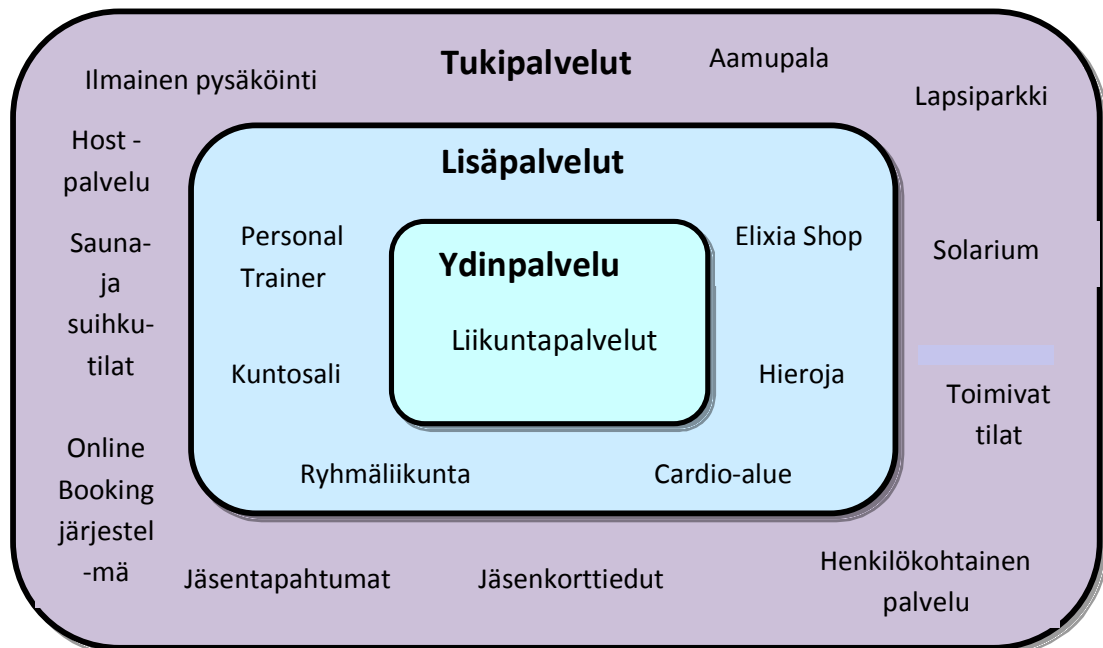 Tukipalvelut
Aamupala
Ilmainen pysäköinti
Lapsiparkki
Host -
palvelu
Lisäpalvelut
Sauna-
ja
suihku-
tilat
Personal
Trainer
Ydinpalvelu
Liikuntapalvelut
Elixia Shop
Solarium
Kuntosali
Hieroja
Toimivat
tilat
Online
Booking
järjestel
-mä
Ryhmäliikunta
Cardio-alue
Jäsentapahtumat
Jäsenkorttiedut
Henkilökohtainen
palvelu